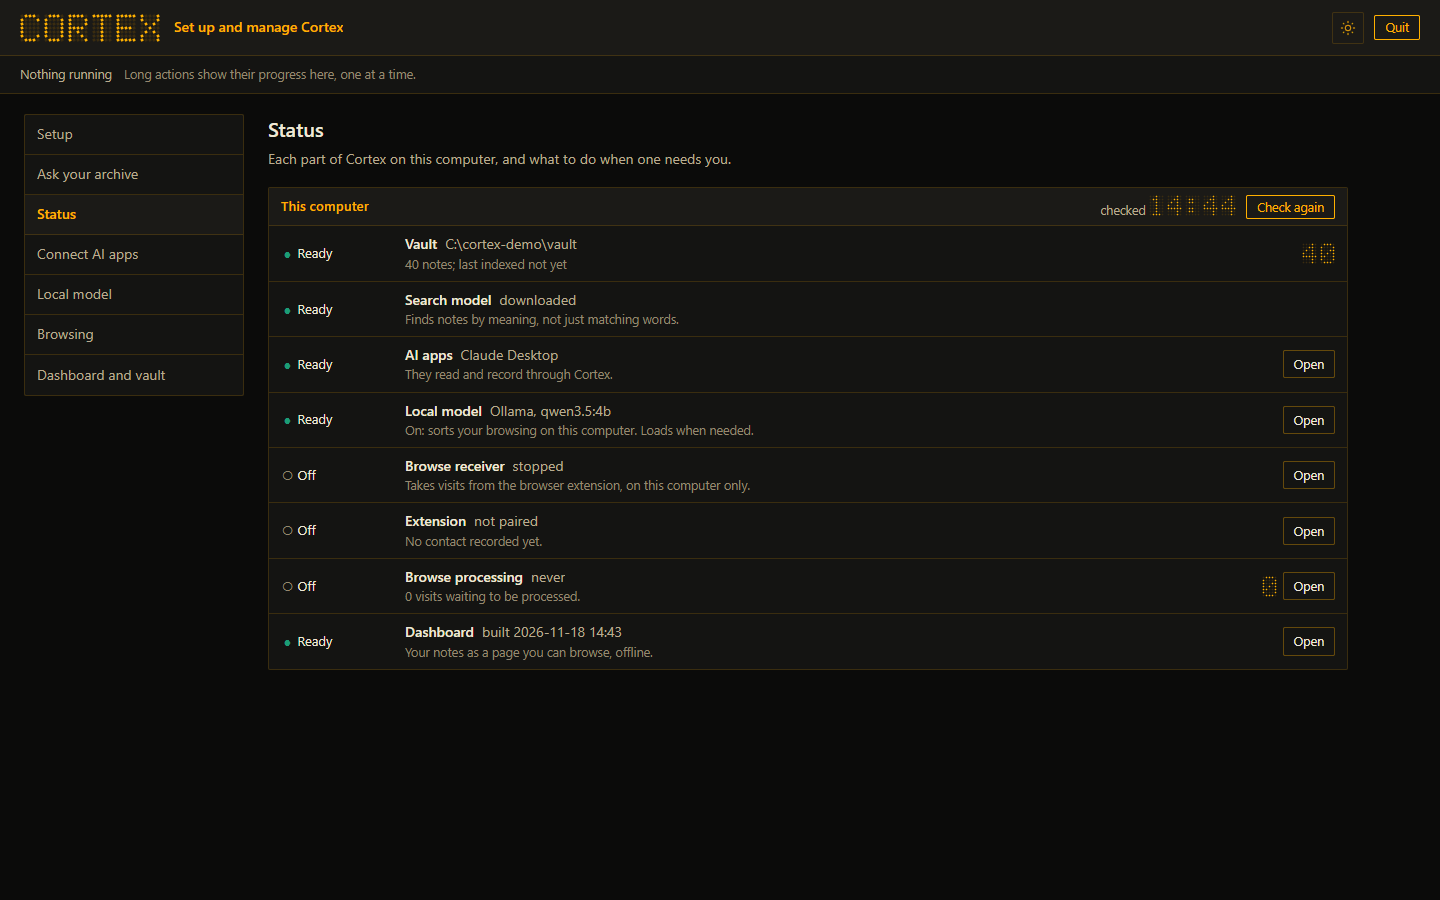 CORTEX Set up and manage Cortex Quit
Nothing running Long actions show their progress here, one at a time.
Setup
Ask your archive
Status
Connect AI apps
Local model
Browsing
Dashboard and vault
Status
Each part of Cortex on this computer, and what to do when one needs you.
This computer checked 14:44 Check again
Ready Vault C:\cortex-demo\vault 40
40 notes; last indexed not yet
Ready Search model downloaded
Finds notes by meaning, not just matching words.
Ready AI apps Claude Desktop Open
They read and record through Cortex.
Ready Local model Ollama, qwen3.5:4b Open
On: sorts your browsing on this computer. Loads when needed.
Off Browse receiver stopped Open
Takes visits from the browser extension, on this computer only.
Off Extension not paired Open
No contact recorded yet.
Off Browse processing never 0 Open
0 visits waiting to be processed.
Ready Dashboard built 2026-11-18 14:43 Open
Your notes as a page you can browse, offline.